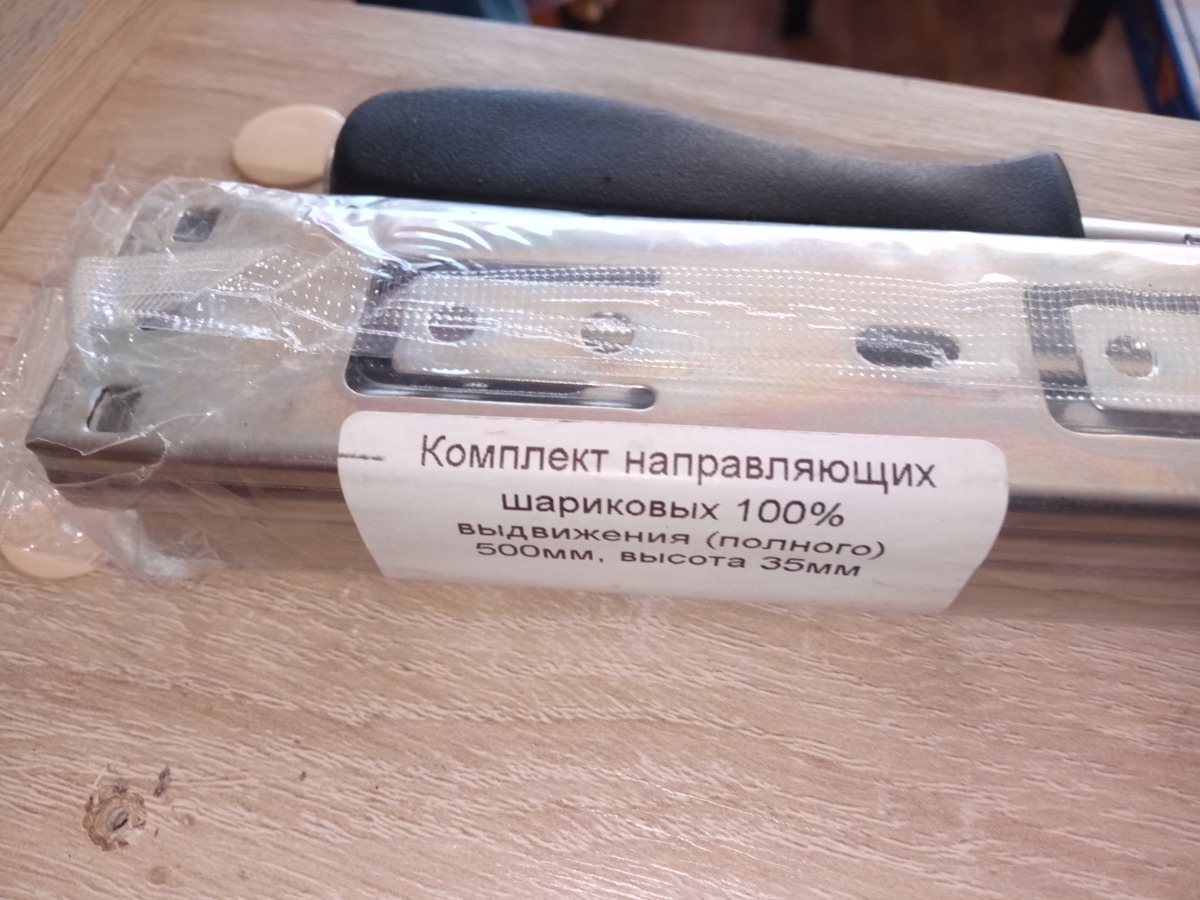 Комплект направляющих
шариковых 100%
выдвижения (полного)
500мм, высота 35мм